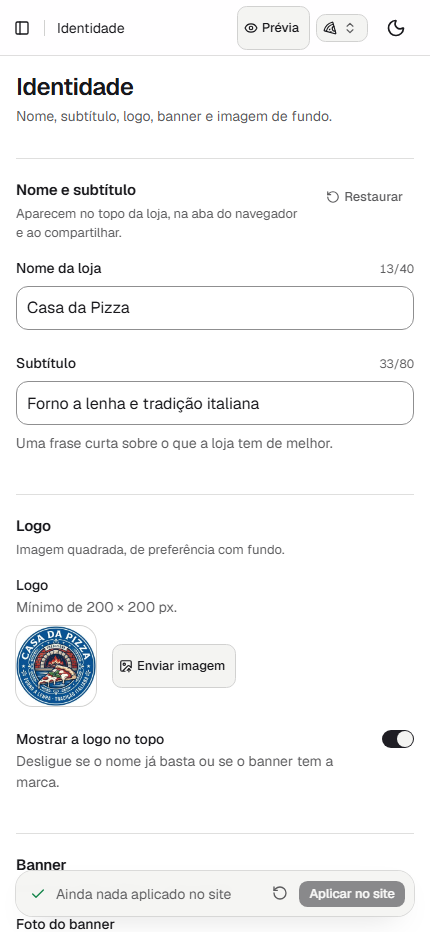 Identidade
Prévia
Identidade
Nome, subtítulo, logo, banner e imagem de fundo.
Nome e subtítulo
Restaurar
Aparecem no topo da loja, na aba do navegador
e ao compartilhar.
Nome da loja
13/40
Casa da Pizza
Subtítulo
33/80
Forno a lenha e tradição italiana
Uma frase curta sobre o que a loja tem de melhor.
Logo
Imagem quadrada, de preferência com fundo.
Logo
Mínimo de 200 × 200 px.
CASA DA PIZZA
FORNO A LENHA · TRADIÇÃO ITALIANA
Enviar imagem
Mostrar a logo no topo
Desligue se o nome já basta ou se o banner tem a
marca.
Banner
Ainda nada aplicado no site
Aplicar no site
Foto do banner